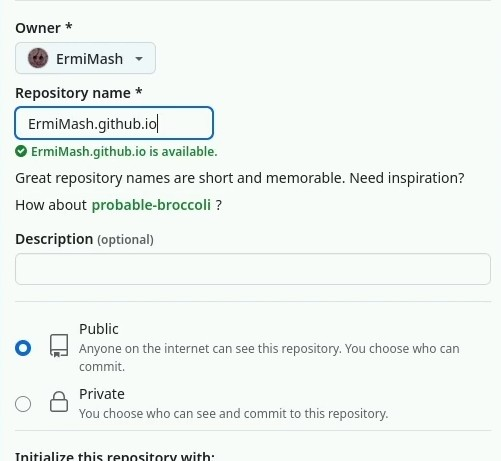 Owner *
ErmiMash
Repository name *
ErmiMash.github.io
ErmiMash.github.io is available.
Great repository names are short and memorable. Need inspiration?
How about probable-broccoli ?
Description (optional)
Public
Anyone on the internet can see this repository. You choose who can
commit.
Private
You choose who can see and commit to this repository.
Initialize this repository with: